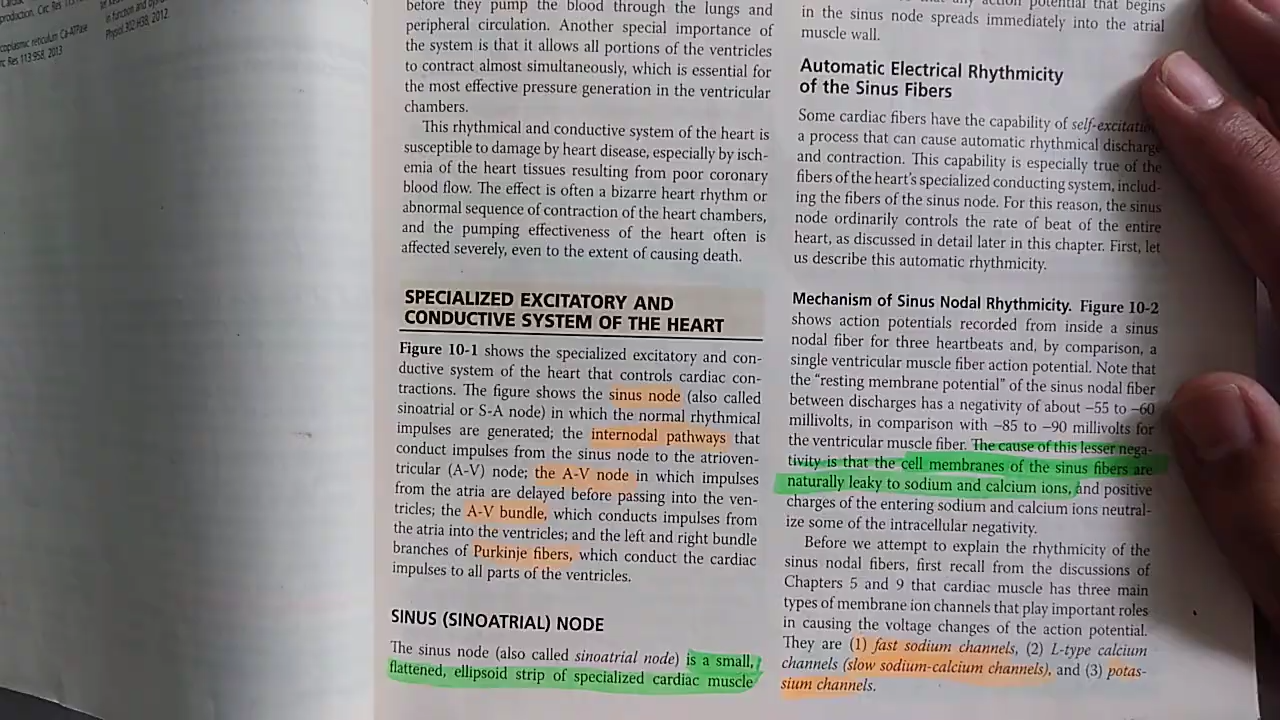 production. Circ Res 113
coplasmic reticulum Ca-ATPase
Res 113:958, 2013
in function and
Physol 302:H38, 2012.
before they pump the blood through the lungs and
peripheral circulation. Another special importance of
the system is that it allows all portions of the ventricles
to contract almost simultaneously, which is essential for
the most effective pressure generation in the ventricular
chambers.
This rhythmical and conductive system of the heart is
susceptible to damage by heart disease, especially by isch-
emia of the heart tissues resulting from poor coronary
blood flow. The effect is often a bizarre heart rhythm or
abnormal sequence of contraction of the heart chambers,
and the pumping effectiveness of the heart often is
affected severely, even to the extent of causing death.
SPECIALIZED EXCITATORY AND
CONDUCTIVE SYSTEM OF THE HEART
Figure 10-1 shows the specialized excitatory and con-
ductive system of the heart that controls cardiac con-
tractions. The figure shows the sinus node (also called
sinoatrial or S-A node) in which the normal rhythmical
impulses are generated; the internodal pathways that
conduct impulses from the sinus node to the atrioven-
tricular (A-V) node; the A-V node in which impulses
from the atria are delayed before passing into the ven-
tricles; the A-V bundle, which conducts impulses from
the atria into the ventricles; and the left and right bundle
branches of Purkinje fibers, which conduct the cardiac
impulses to all parts of the ventricles.
SINUS (SINOATRIAL) NODE
The sinus node (also called sinoatrial node) is a small,
flattened, ellipsoid strip of specialized cardiac muscle
action potential that begins
in the sinus node spreads immediately into the atrial
muscle wall.
Automatic Electrical Rhythmicity
of the Sinus Fibers
Some cardiac fibers have the capability of self-excitation
a process that can cause automatic rhythmical discharge
and contraction. This capability is especially true of the
fibers of the heart's specialized conducting system, includ-
ing the fibers of the sinus node. For this reason, the sinus
node ordinarily controls the rate of beat of the entire
heart, as discussed in detail later in this chapter. First, let
us describe this automatic rhythmicity.
Mechanism of Sinus Nodal Rhythmicity. Figure 10-2
shows action potentials recorded from inside a sinus
nodal fiber for three heartbeats and, by comparison, a
single ventricular muscle fiber action potential. Note that
the "resting membrane potential" of the sinus nodal fiber
between discharges has a negativity of about −55 to −60
millivolts, in comparison with −85 to −90 millivolts for
the ventricular muscle fiber. The cause of this lesser nega-
tivity is that the cell membranes of the sinus fibers are
naturally leaky to sodium and calcium ions, and positive
charges of the entering sodium and calcium ions neutral-
ize some of the intracellular negativity.
Before we attempt to explain the rhythmicity of the
sinus nodal fibers, first recall from the discussions of
Chapters 5 and 9 that cardiac muscle has three main
types of membrane ion channels that play important roles
in causing the voltage changes of the action potential.
They are (1) fast sodium channels, (2) L-type calcium
channels (slow sodium-calcium channels), and (3) potas-
sium channels.